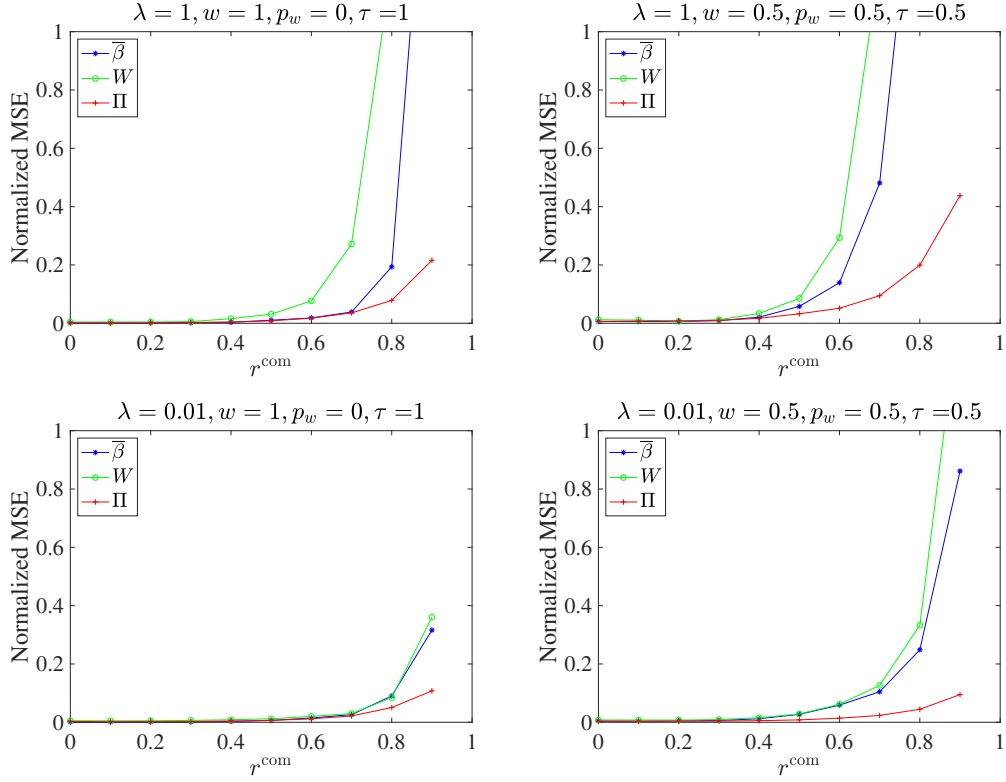 λ = 1, w = 1, p_w = 0, τ =1
1
0.8
0.6
0.4
0.2
0
Normalized MSE
β̅
W
Π
0
0.2
0.4
0.6
0.8
1
r^com
λ = 1, w = 0.5, p_w = 0.5, τ =0.5
1
0.8
0.6
0.4
0.2
0
Normalized MSE
β̅
W
Π
0
0.2
0.4
0.6
0.8
1
r^com
λ = 0.01, w = 1, p_w = 0, τ =1
1
0.8
0.6
0.4
0.2
0
Normalized MSE
β̅
W
Π
0
0.2
0.4
0.6
0.8
1
r^com
λ = 0.01, w = 0.5, p_w = 0.5, τ =0.5
1
0.8
0.6
0.4
0.2
0
Normalized MSE
β̅
W
Π
0
0.2
0.4
0.6
0.8
1
r^com